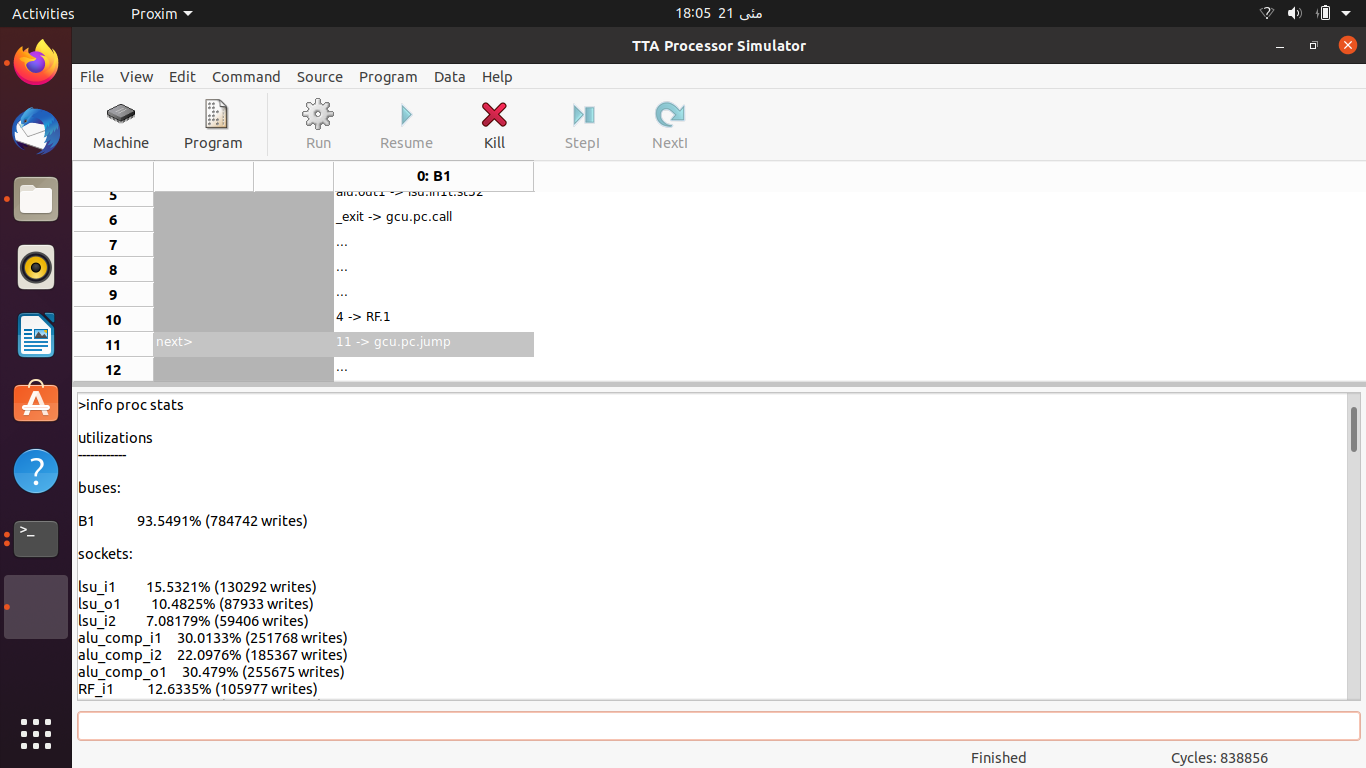 Activities
Proxim
18:05 21 مئی
TTA Processor Simulator
File View Edit Command Source Program Data Help
Machine Program Run Resume Kill StepI NextI
0: B1
5 alu.out1 -> lsu.in1t.st32
6 _exit -> gcu.pc.call
7 ...
8 ...
9 ...
10 4 -> RF.1
11 next> 11 -> gcu.pc.jump
12 ...
>info proc stats
utilizations
------------
buses:
B1 93.5491% (784742 writes)
sockets:
lsu_i1 15.5321% (130292 writes)
lsu_o1 10.4825% (87933 writes)
lsu_i2 7.08179% (59406 writes)
alu_comp_i1 30.0133% (251768 writes)
alu_comp_i2 22.0976% (185367 writes)
alu_comp_o1 30.479% (255675 writes)
RF_i1 12.6335% (105977 writes)
Finished
Cycles: 838856